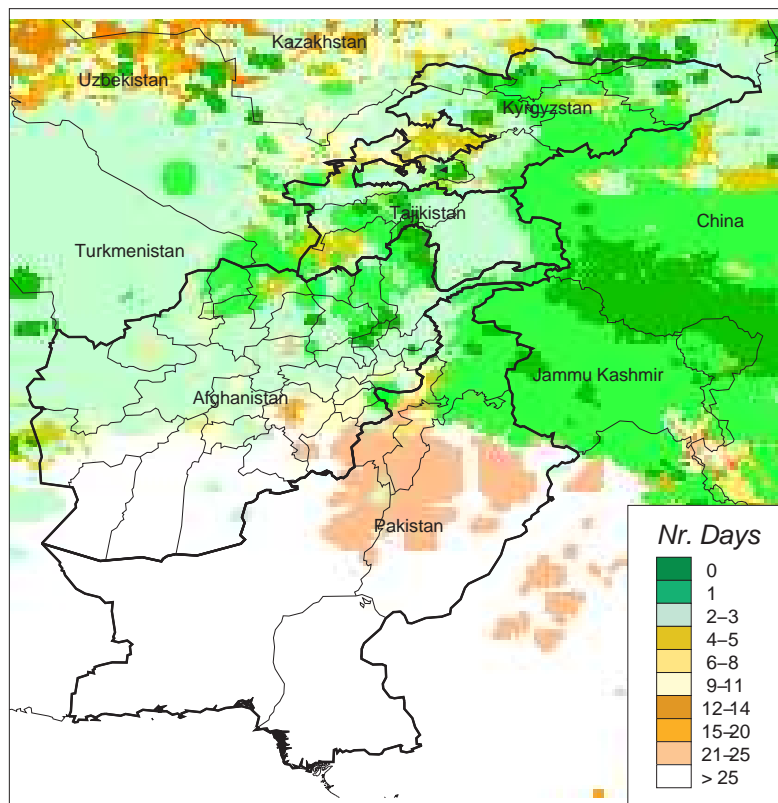 Kazakhstan
Uzbekistan
Kyrgyzstan
Tajikistan
China
Turkmenistan
Jammu Kashmir
Afghanistan
Pakistan
Nr. Days
0
1
2–3
4–5
6–8
9–11
12–14
15–20
21–25
> 25